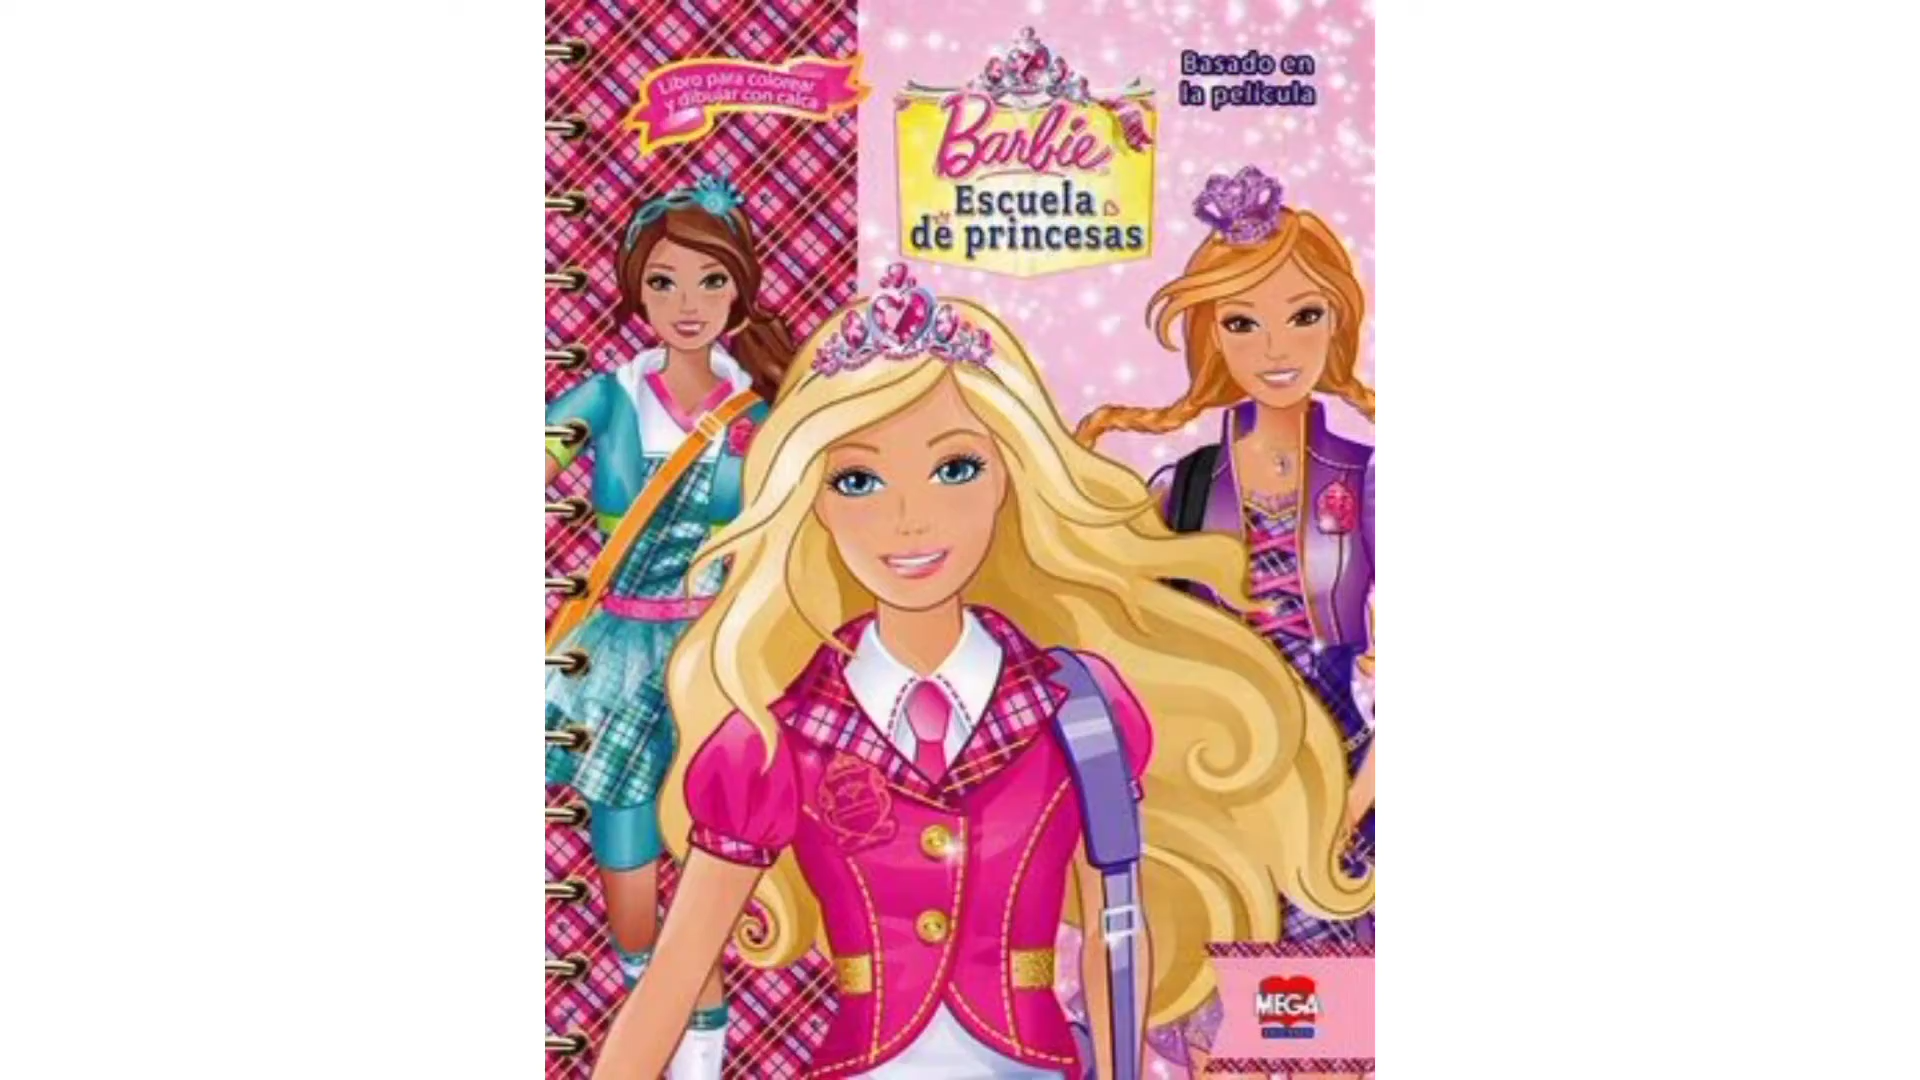 Libro para colorear
y dibujar con calca
Basado en
la película
Barbie
Escuela
de princesas
MEGA